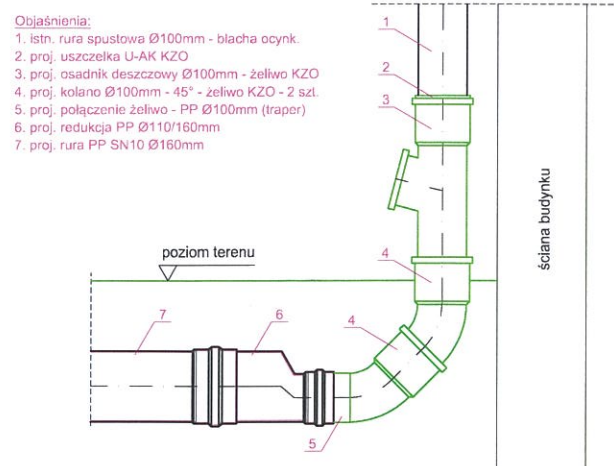 Objaśnienia:
1. istn. rura spustowa Ø100mm - blacha ocynk.
2. proj. uszczelka U-AK KZO
3. proj. osadnik deszczowy Ø100mm - żeliwo KZO
4. proj. kolano Ø100mm - 45° - żeliwo KZO - 2 szt.
5. proj. połączenie żeliwo - PP Ø100mm (traper)
6. proj. redukcja PP Ø110/160mm
7. proj. rura PP SN10 Ø160mm
1
2
3
ściana budynku
poziom terenu
4
7
6
4
5